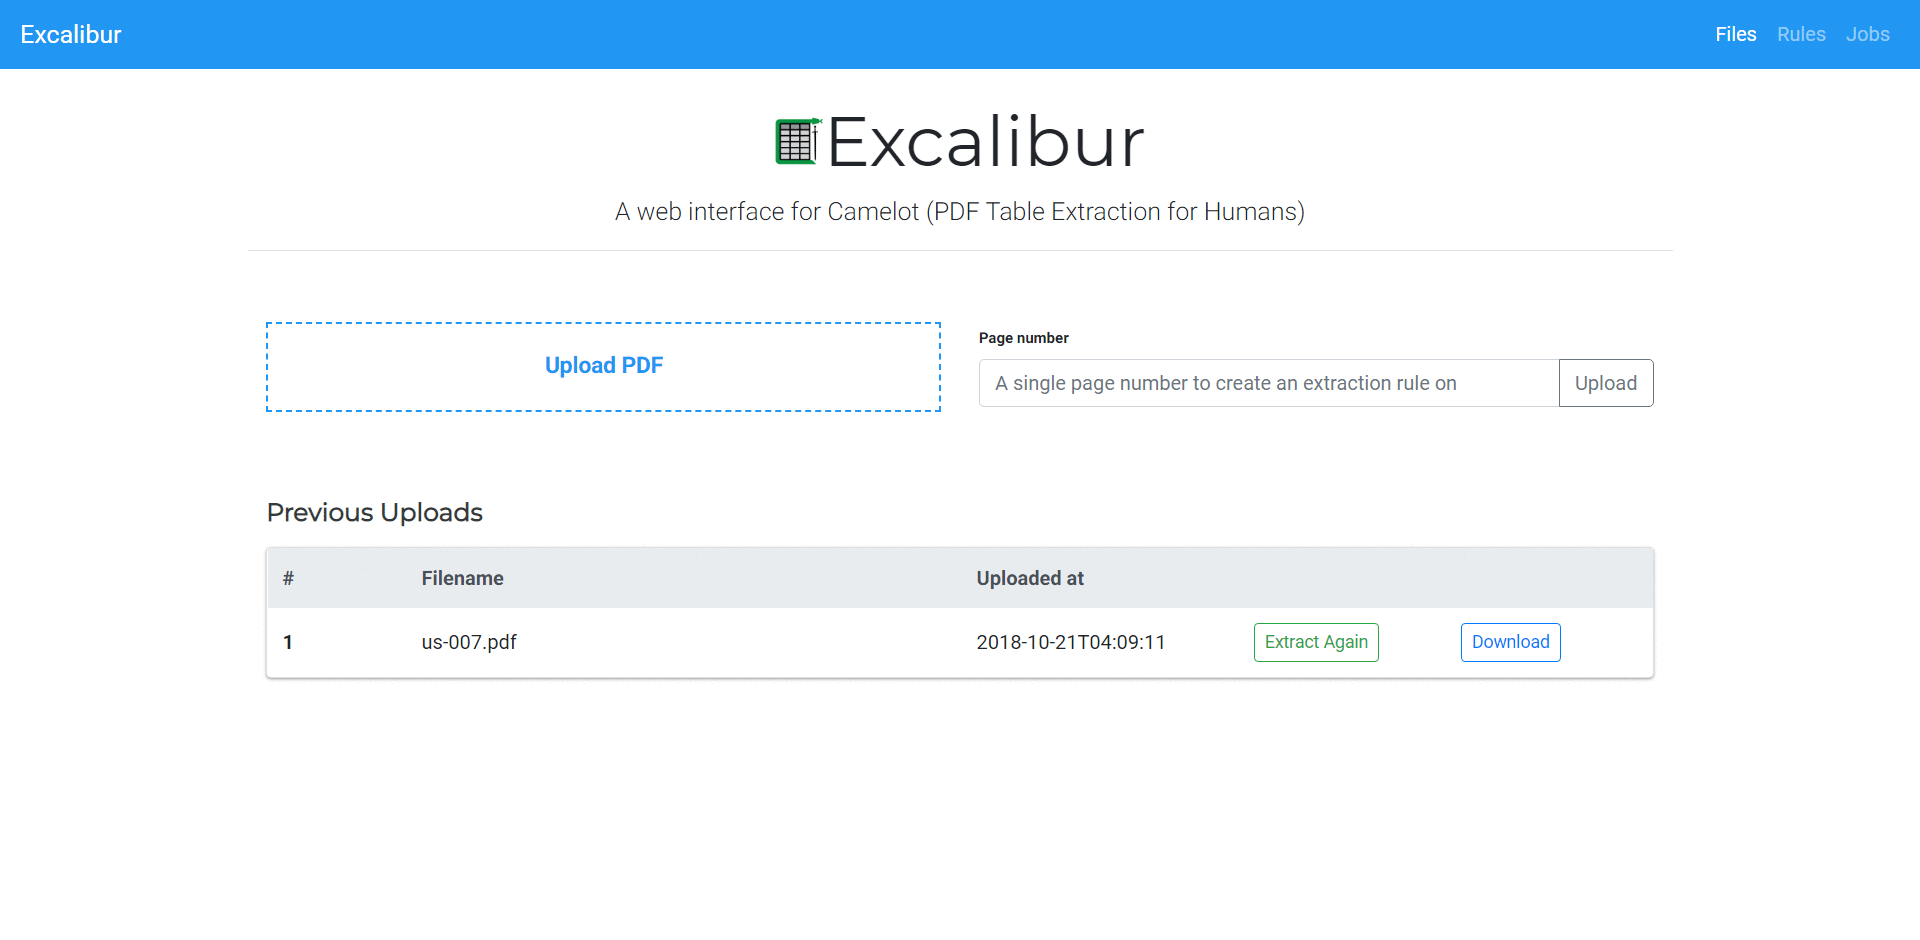 Excalibur Files Rules Jobs
Excalibur
A web interface for Camelot (PDF Table Extraction for Humans)
Upload PDF
Page number
A single page number to create an extraction rule on Upload
Previous Uploads
# Filename Uploaded at
1 us-007.pdf 2018-10-21T04:09:11 Extract Again Download